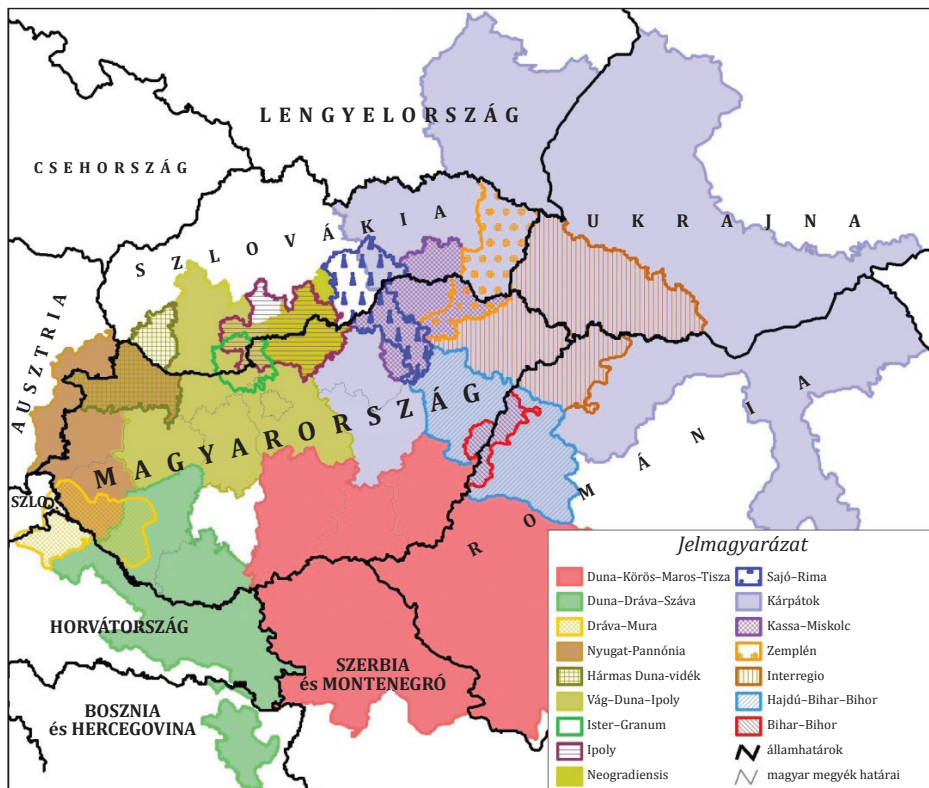 LENGYELORSZÁG
CSEHORSZÁG
SZLOVÁKIA
UKRAJNA
AUSZTRIA
MAGYARORSZÁG
ROMÁNIA
SZLO.
HORVÁTORSZÁG
SZERBIA
és MONTENEGRÓ
BOSZNIA
és HERCEGOVINA
Jelmagyarázat
Duna–Körös–Maros–Tisza
Duna–Dráva–Száva
Dráva–Mura
Nyugat-Pannónia
Hármas Duna-vidék
Vág–Duna–Ipoly
Ister–Granum
Ipoly
Neogradiensis
Sajó–Rima
Kárpátok
Kassa–Miskolc
Zemplén
Interregio
Hajdú–Bihar–Bihor
Bihar–Bihor
államhatárok
magyar megyék határai